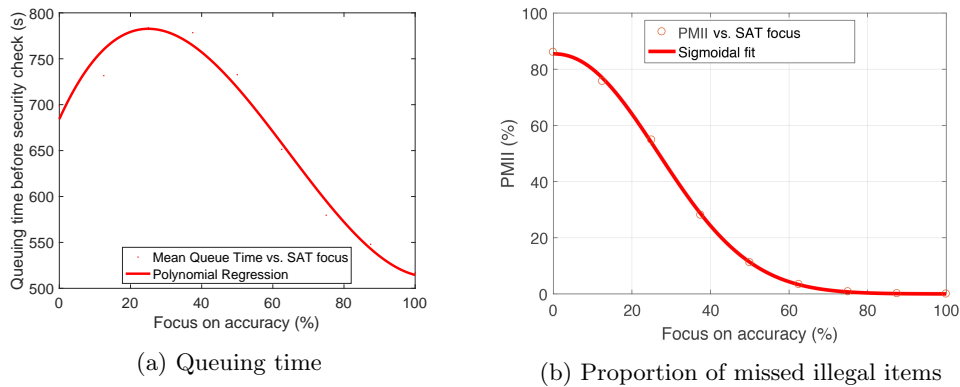 800
750
700
650
600
550
500
0
20
40
60
80
100
Queuing time before security check (s)
Focus on accuracy (%)
Mean Queue Time vs. SAT focus
Polynomial Regression
(a) Queuing time
100
80
60
40
20
0
0
20
40
60
80
100
PMII (%)
Focus on accuracy (%)
PMII vs. SAT focus
Sigmoidal fit
(b) Proportion of missed illegal items